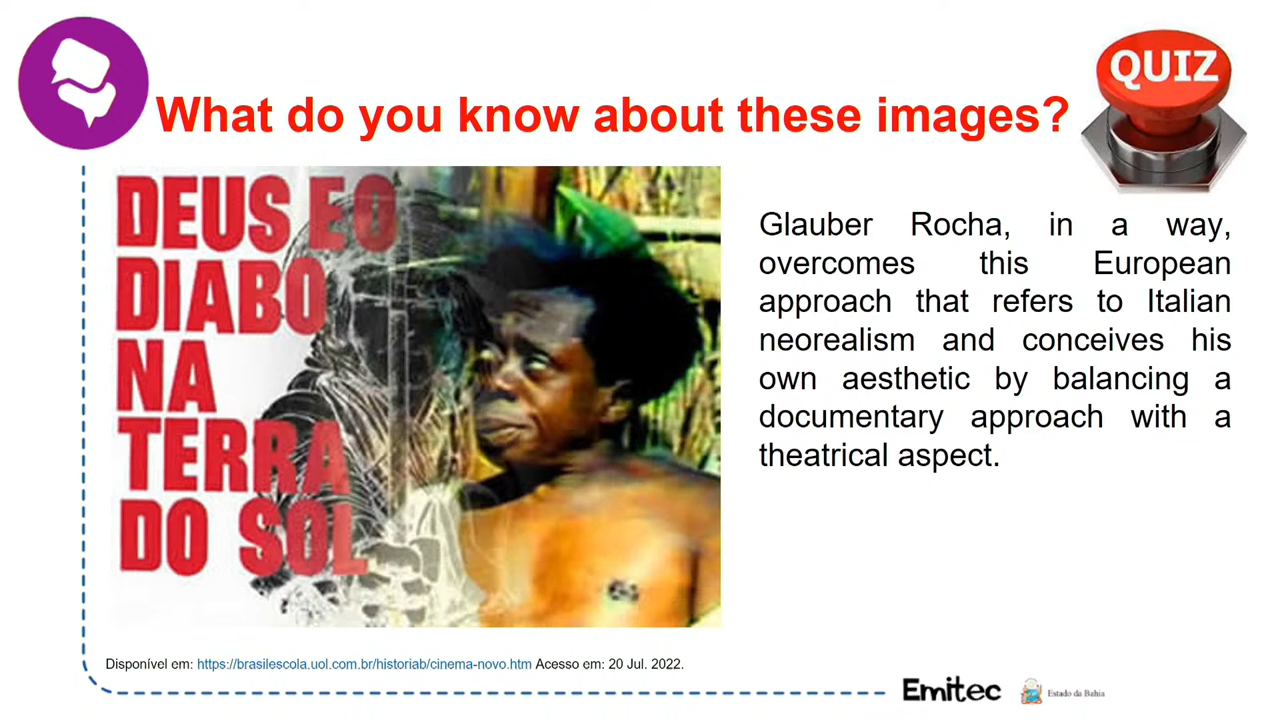 QUIZ
What do you know about these images?
DEUS E O
DIABO
NA
TERRA
DO SOL
Glauber Rocha, in a way,
overcomes this European
approach that refers to Italian
neorealism and conceives his
own aesthetic by balancing a
documentary approach with a
theatrical aspect.
Disponível em: https://brasilescola.uol.com.br/historiab/cinema-novo.htm Acesso em: 20 Jul. 2022.
Emitec
Estado da Bahia